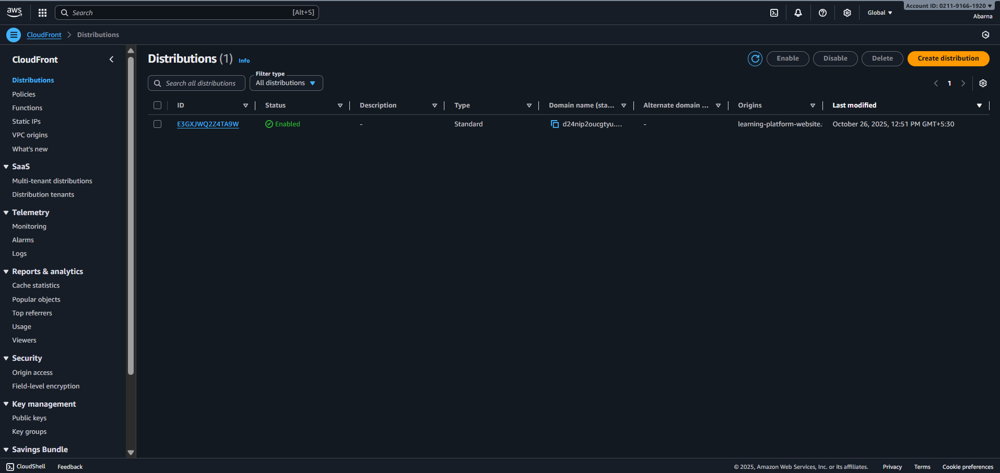 aws
Search [Alt+S]
Global
Account ID: 0211-9166-1920
Abarna
CloudFront > Distributions
CloudFront
Distributions
Policies
Functions
Static IPs
VPC origins
What's new
SaaS
Multi-tenant distributions
Distribution tenants
Telemetry
Monitoring
Alarms
Logs
Reports & analytics
Cache statistics
Popular objects
Top referrers
Usage
Viewers
Security
Origin access
Field-level encryption
Key management
Public keys
Key groups
Savings Bundle
Distributions (1) Info
Enable Disable Delete Create distribution
Filter type
Search all distributions All distributions
1
ID Status Description Type Domain name (sta... Alternate domain ... Origins Last modified
E3GXJWQ2Z4TA9W Enabled - Standard d24nip2oucgtyu.... - learning-platform-website. October 26, 2025, 12:51 PM GMT+5:30
CloudShell Feedback © 2025, Amazon Web Services, Inc. or its affiliates. Privacy Terms Cookie preferences